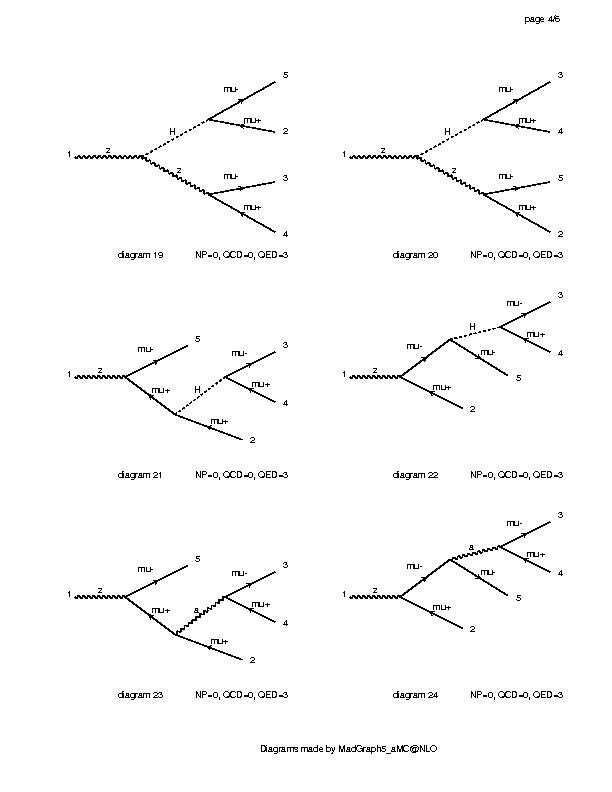 page 4/6
5
mu-
mu+
2
H
1
z
z
mu-
3
mu+
4
diagram 19
NP=0, QCD=0, QED=3
3
mu-
mu+
4
H
1
z
z
mu-
5
mu+
2
diagram 20
NP=0, QCD=0, QED=3
5
mu-
3
mu-
1
z
mu+
H
mu+
4
mu+
2
diagram 21
NP=0, QCD=0, QED=3
3
mu-
H
mu+
4
mu-
mu-
5
1
z
mu+
2
diagram 22
NP=0, QCD=0, QED=3
5
mu-
3
mu-
1
z
mu+
a
mu+
4
mu+
2
diagram 23
NP=0, QCD=0, QED=3
3
mu-
a
mu+
4
mu-
mu-
5
1
z
mu+
2
diagram 24
NP=0, QCD=0, QED=3
Diagrams made by MadGraph5_aMC@NLO